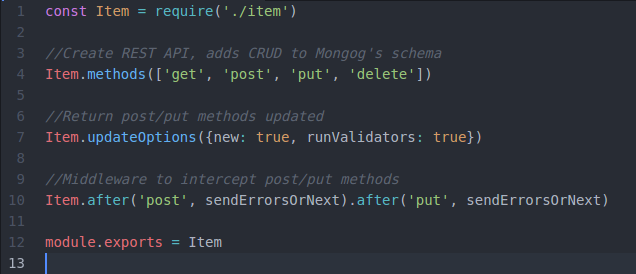 1 const Item = require('./item')
2
3 //Create REST API, adds CRUD to Mongog's schema
4 Item.methods(['get', 'post', 'put', 'delete'])
5
6 //Return post/put methods updated
7 Item.updateOptions({new: true, runValidators: true})
8
9 //Middleware to intercept post/put methods
10 Item.after('post', sendErrorsOrNext).after('put', sendErrorsOrNext)
11
12 module.exports = Item
13